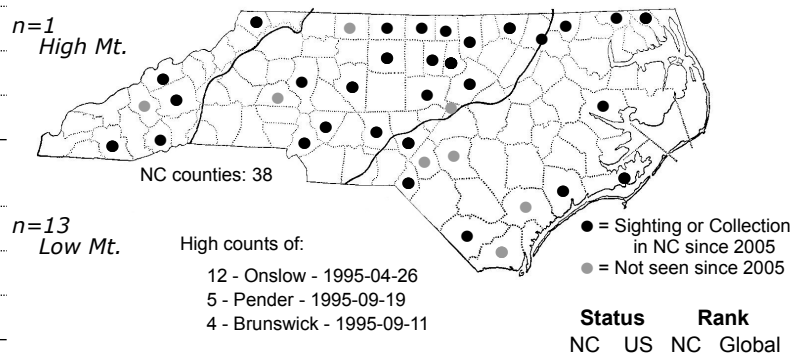 n=1
High Mt.
NC counties: 38
n=13
Low Mt.
High counts of:
12 - Onslow - 1995-04-26
5 - Pender - 1995-09-19
4 - Brunswick - 1995-09-11
= Sighting or Collection
in NC since 2005
= Not seen since 2005
Status Rank
NC US NC Global